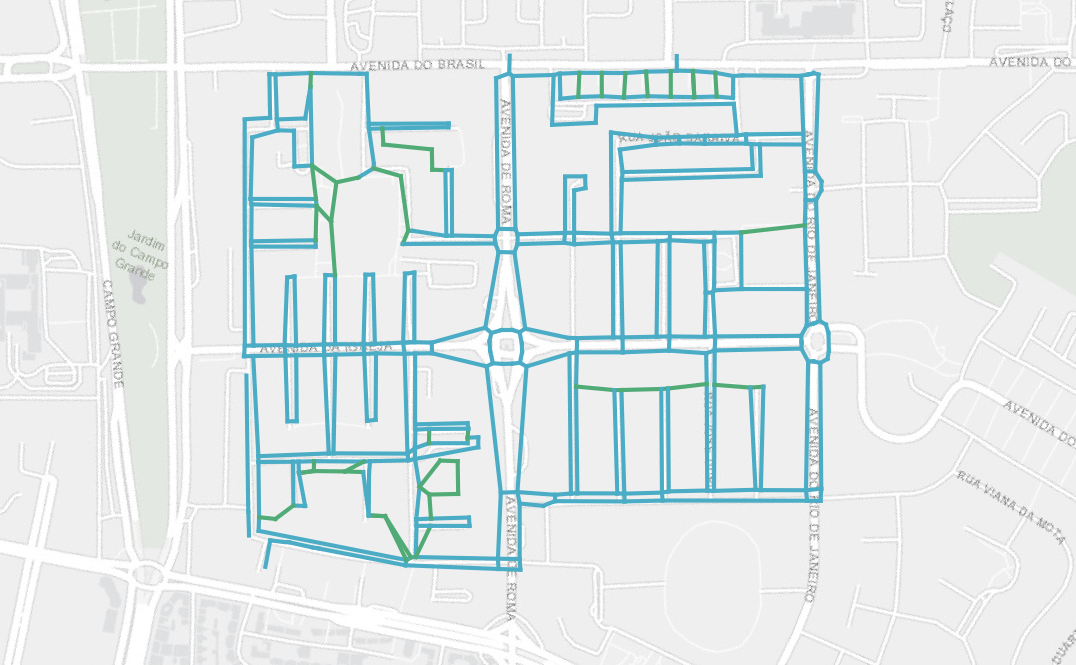 LAÇO
AVENIDA DO BRASIL
AVENIDA DO
AVENIDA DE ROMA
AVENIDA DO RIO DE JANEIRO
Jardim
do Campo
Grande
CAMPO GRANDE
AVENIDA DA IGREJA
AVENIDA DO
AVENIDA DO RIO DE JANEIRO
RUA VIANA DA MOTA
AVENIDA DE ROMA